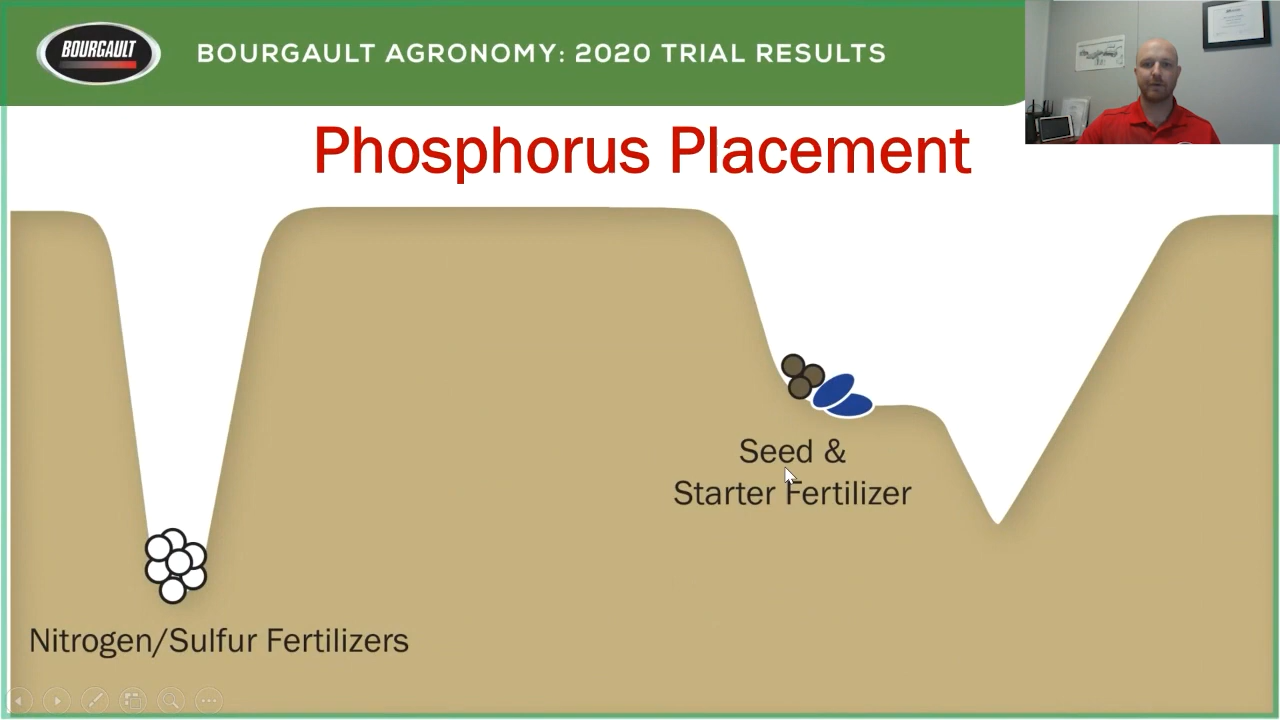 BOURGAULT
BOURGAULT AGRONOMY: 2020 TRIAL RESULTS
Phosphorus Placement
Seed &
Starter Fertilizer
Nitrogen/Sulfur Fertilizers